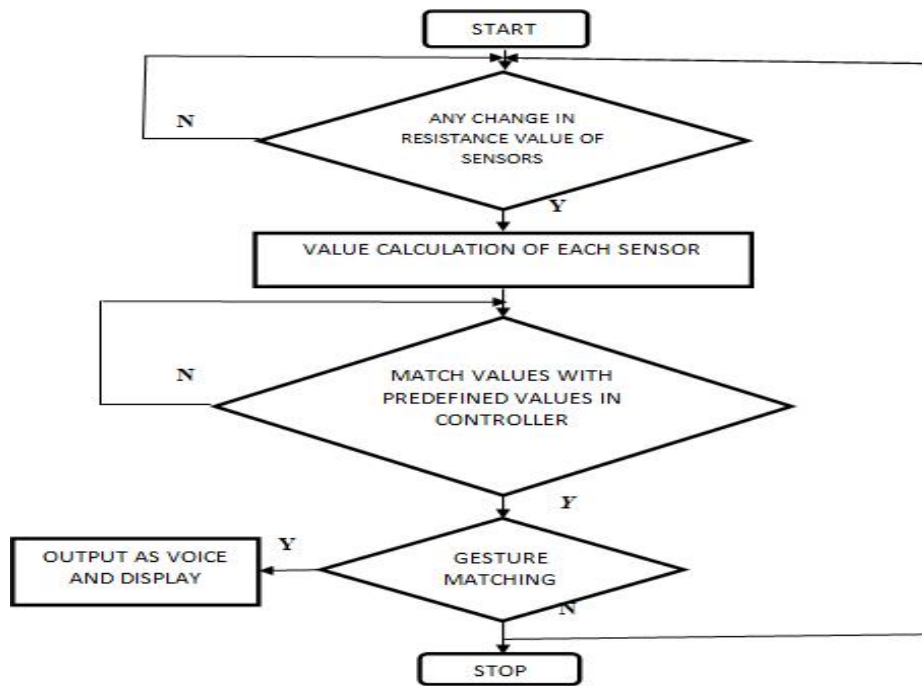 START
N
ANY CHANGE IN
RESISTANCE VALUE OF
SENSORS
Y
VALUE CALCULATION OF EACH SENSOR
N
MATCH VALUES WITH
PREDEFINED VALUES IN
CONTROLLER
Y
Y
OUTPUT AS VOICE
AND DISPLAY
GESTURE
MATCHING
N
STOP